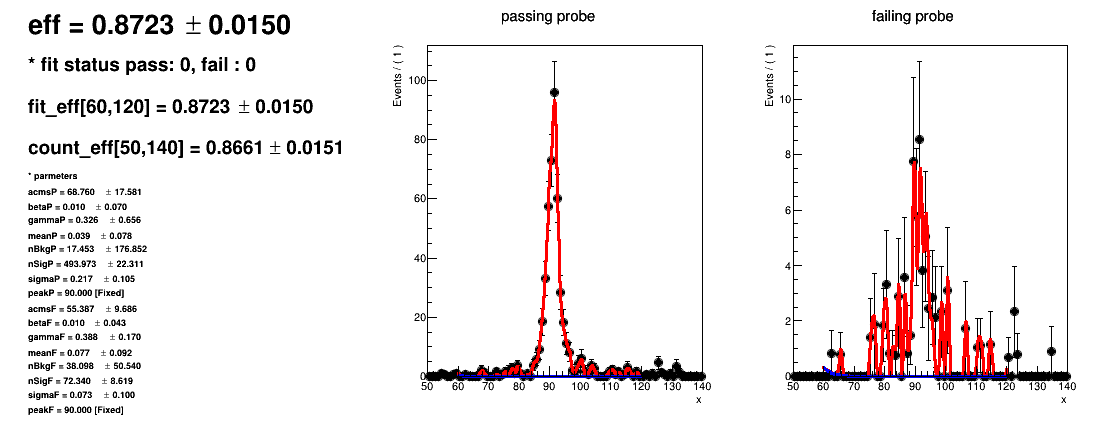 eff = 0.8723 ± 0.0150
* fit status pass: 0, fail : 0
fit_eff[60,120] = 0.8723 ± 0.0150
count_eff[50,140] = 0.8661 ± 0.0151
* parmeters
acmsP = 68.760 ± 17.581
betaP = 0.010 ± 0.070
gammaP = 0.326 ± 0.656
meanP = 0.039 ± 0.078
nBkgP = 17.453 ± 176.852
nSigP = 493.973 ± 22.311
sigmaP = 0.217 ± 0.105
peakP = 90.000 [Fixed]
acmsF = 55.387 ± 9.686
betaF = 0.010 ± 0.043
gammaF = 0.388 ± 0.170
meanF = 0.077 ± 0.092
nBkgF = 38.098 ± 50.540
nSigF = 72.340 ± 8.619
sigmaF = 0.073 ± 0.100
peakF = 90.000 [Fixed]
passing probe
Events / ( 1 )
100
80
60
40
20
0
50 60 70 80 90 100 110 120 130 140
x
failing probe
Events / ( 1 )
10
8
6
4
2
0
50 60 70 80 90 100 110 120 130 140
x